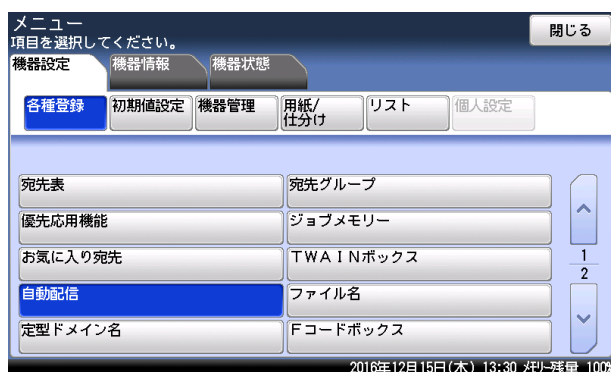 メニュー
閉じる
項目を選択してください。
機器設定 機器情報 機器状態
各種登録 初期値設定 機器管理 用紙/ リスト 個人設定
仕分け
宛先表 宛先グループ
優先応用機能 ジョブメモリー
お気に入り宛先 TWAINボックス
1
2
自動配信 ファイル名
定型ドメイン名 Fコードボックス
2016年12月15日(木) 13:30 メモリー残量 100%